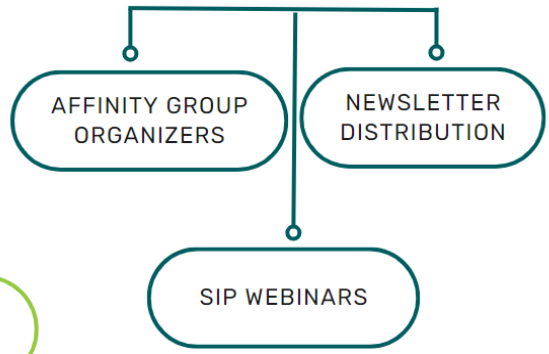 AFFINITY GROUP
ORGANIZERS
NEWSLETTER
DISTRIBUTION
SIP WEBINARS